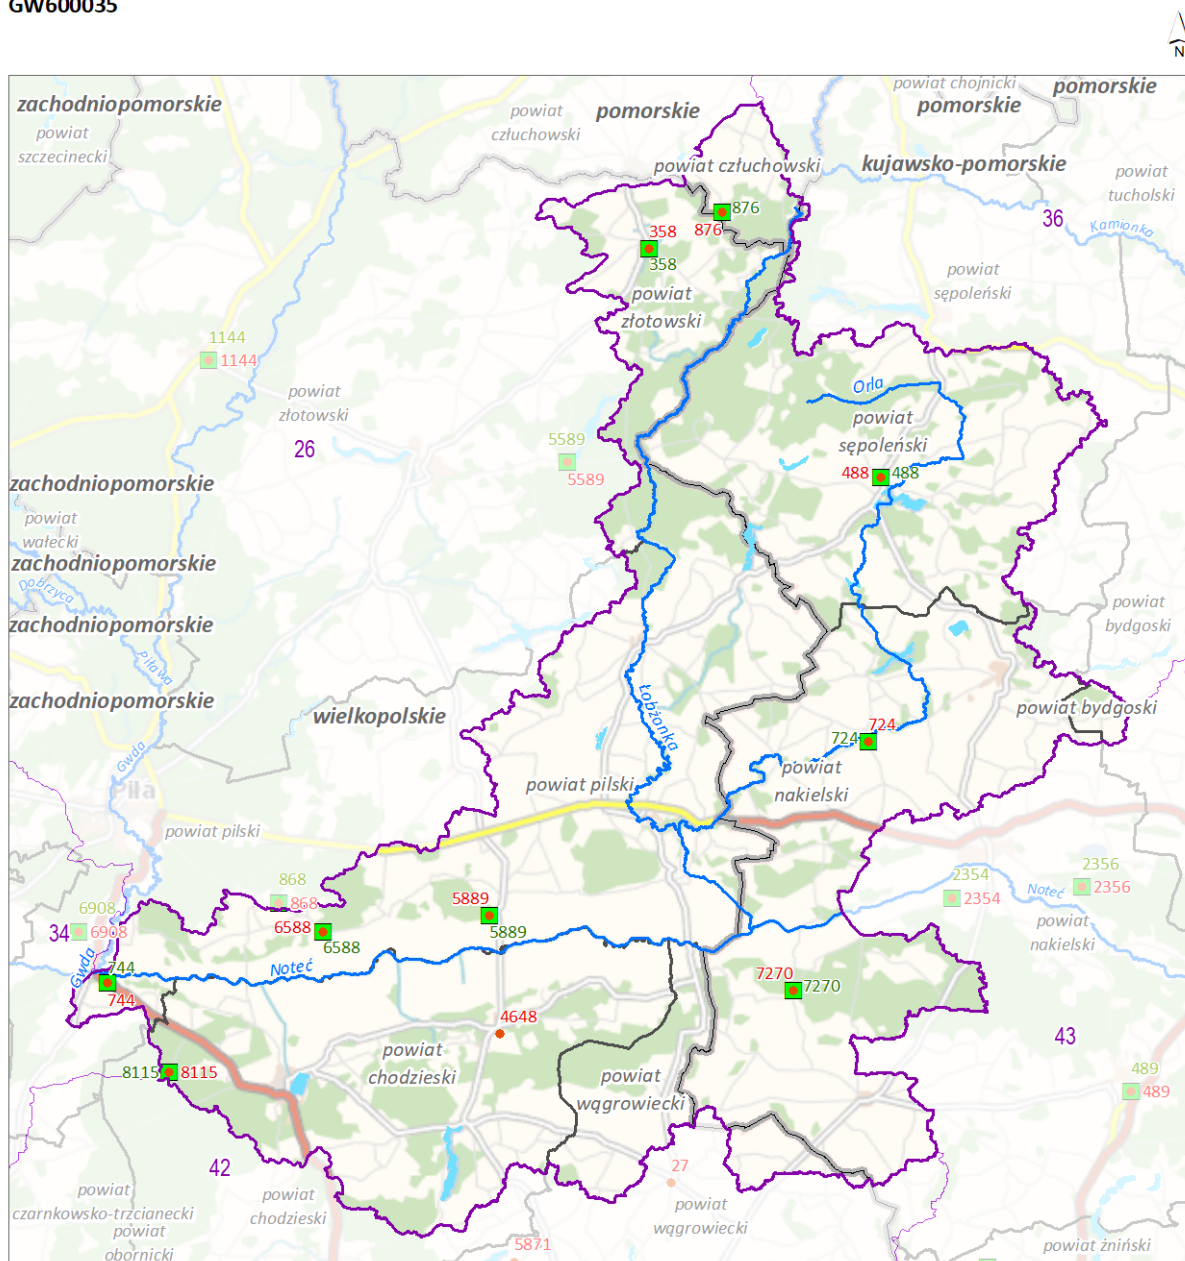 GW600035
N
zachodniopomorskie
powiat
szczecinecki
powiat
człuchowski
pomorskie
powiat chojnicki
pomorskie
pomorskie
powiat człuchowski
kujawsko-pomorskie
powiat
tucholski
36
Kamionka
876
876
358
358
powiat
złotowski
powiat
sępoleński
1144
1144
powiat
złotowski
26
5589
5589
Orla
powiat
sępoleński
488
488
zachodniopomorskie
powiat
wałecki
zachodniopomorskie
Dobrzyca
zachodniopomorskie
Piława
zachodniopomorskie
powiat
bydgoski
powiat bydgoski
wielkopolskie
Łobżonka
724
724
Gwda
Piła
powiat pilski
powiat
nakielski
powiat pilski
868
868
6908
6908
34
6588
6588
5889
5889
2354
2354
2356
2356
Noteć
powiat
nakielski
Gwda
744
744
Noteć
7270
7270
4648
43
powiat
chodzieski
8115
8115
powiat
wągrowiecki
489
489
42
27
powiat
czarnkowsko-trzcianecki
powiat
obornicki
powiat
chodzieski
powiat
wągrowiecki
5871
powiat żniński